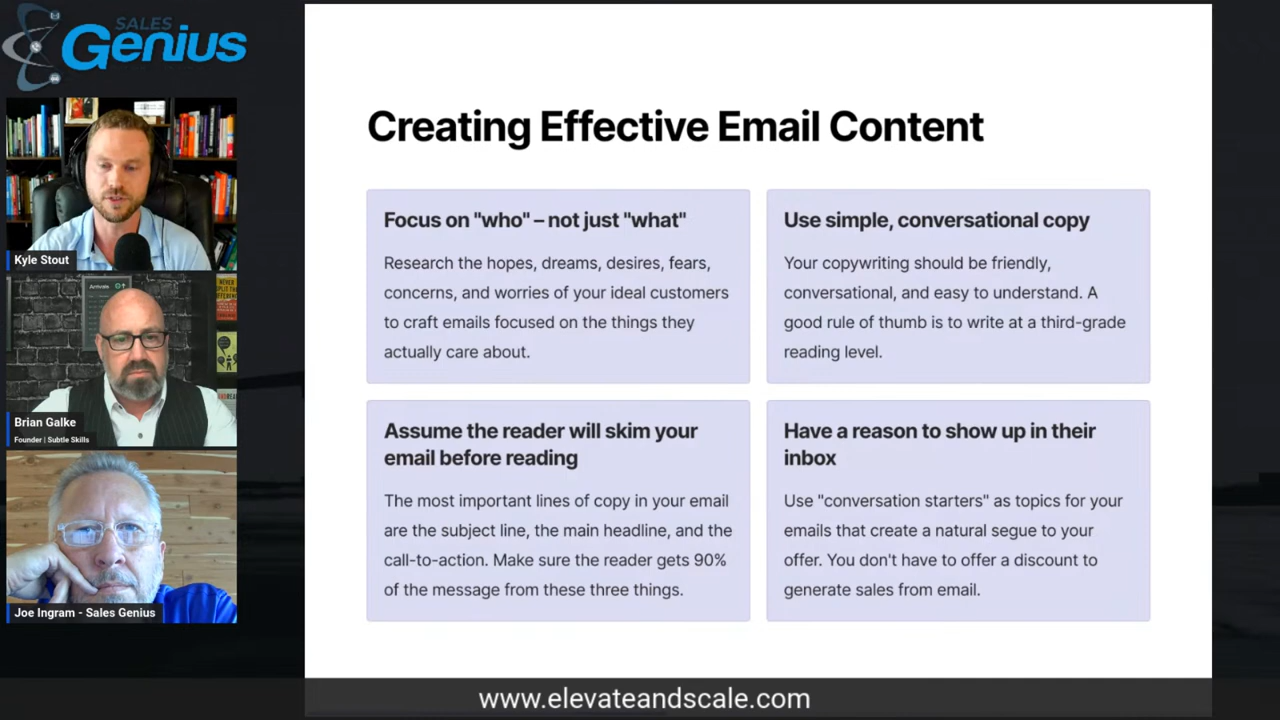 SALES
Genius
Kyle Stout
Arrivals
NEVER
SPLIT THE
DIFFERENCE
Brian Galke
Founder | Subtle Skills
Joe Ingram - Sales Genius
Creating Effective Email Content
Focus on "who" – not just "what"
Research the hopes, dreams, desires, fears,
concerns, and worries of your ideal customers
to craft emails focused on the things they
actually care about.
Use simple, conversational copy
Your copywriting should be friendly,
conversational, and easy to understand. A
good rule of thumb is to write at a third-grade
reading level.
Assume the reader will skim your
email before reading
The most important lines of copy in your email
are the subject line, the main headline, and the
call-to-action. Make sure the reader gets 90%
of the message from these three things.
Have a reason to show up in their
inbox
Use "conversation starters" as topics for your
emails that create a natural segue to your
offer. You don't have to offer a discount to
generate sales from email.
www.elevateandscale.com